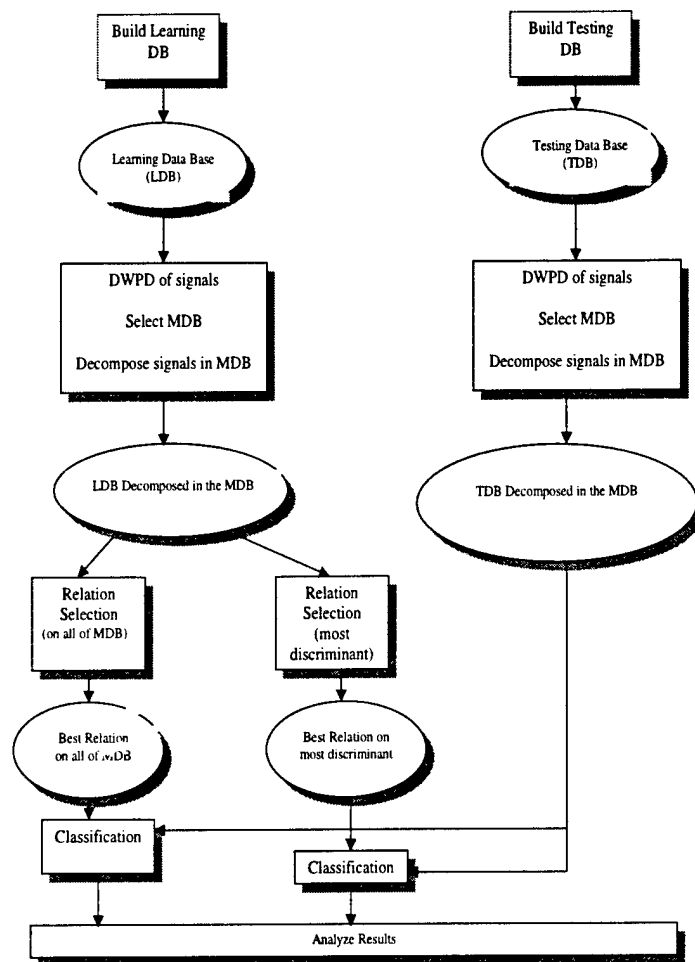 Build Learning
DB
Build Testing
DB
Learning Data Base
(LDB)
Testing Data Base
(TDB)
DWPD of signals
Select MDB
Decompose signals in MDB
DWPD of signals
Select MDB
Decompose signals in MDB
LDB Decomposed in the MDB
TDB Decomposed in the MDB
Relation
Selection
(on all of MDB)
Relation
Selection
(most
discriminant)
Best Relation
on all of MDB
Best Relation on
most discriminant
Classification
Classification
Analyze Results